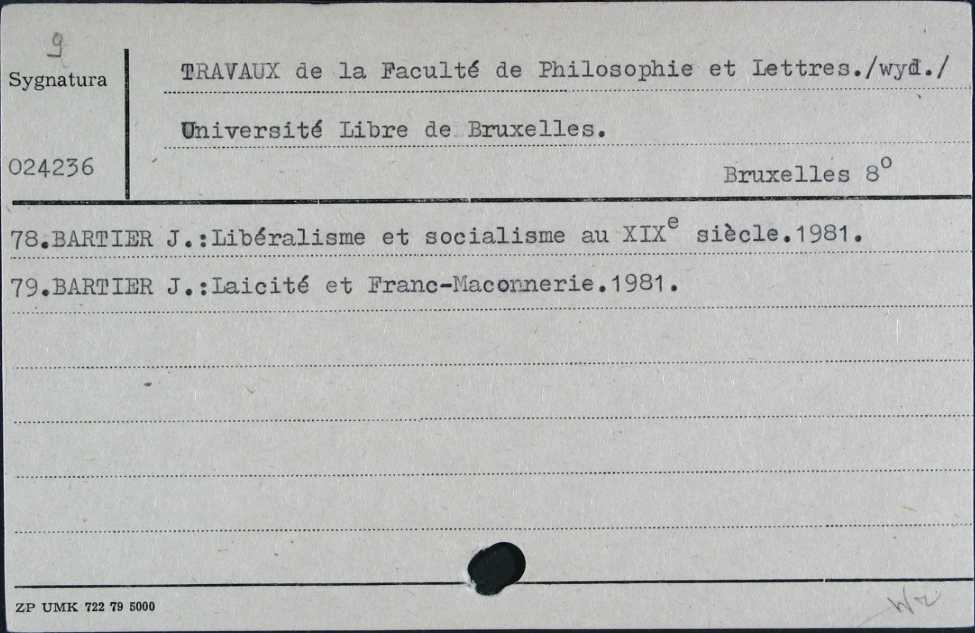 9
Sygnatura
TRAVAUX de la Faculté de Philosophie et Lettres./wyd./
Université Libre de Bruxelles.
024236
Bruxelles 8º
78.BARTIER J.:Libéralisme et socialisme au XIXᵉ siècle.1981.
79.BARTIER J.:Laicité et Franc-Maconnerie.1981.
ZP UMK 722 79 5000